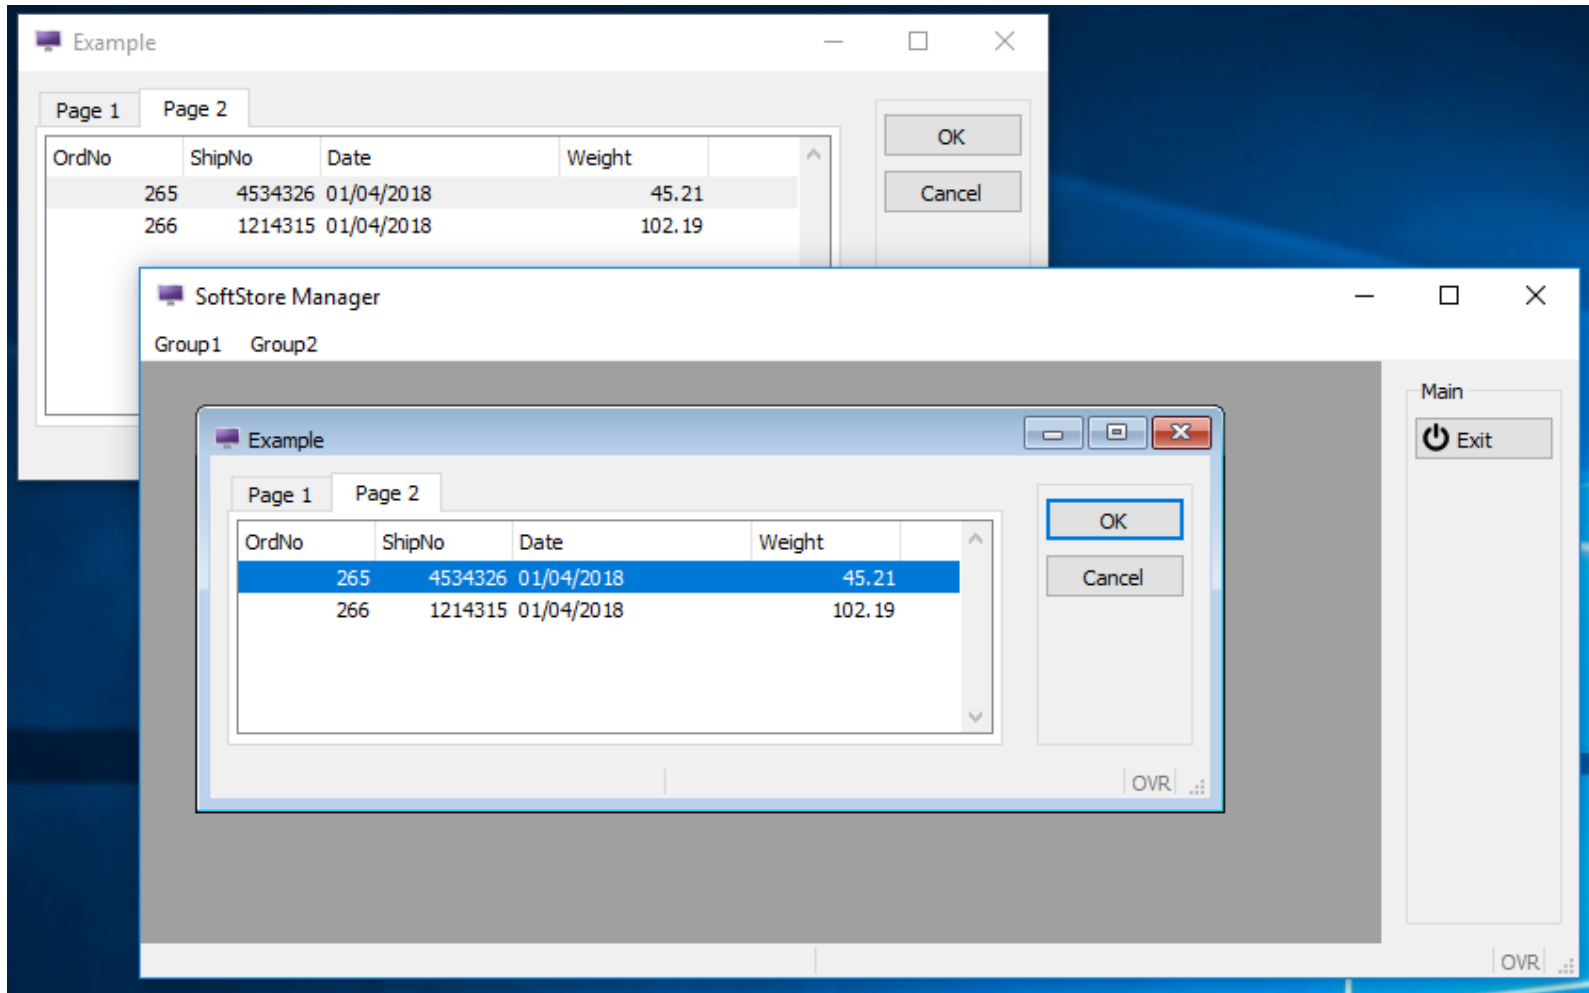 Example
Page 1 Page 2
OrdNo ShipNo Date Weight
265 4534326 01/04/2018 45.21
266 1214315 01/04/2018 102.19
OK
Cancel
SoftStore Manager
Group1 Group2
Example
Page 1 Page 2
OrdNo ShipNo Date Weight
265 4534326 01/04/2018 45.21
266 1214315 01/04/2018 102.19
OK
Cancel
OVR
Main
Exit
OVR